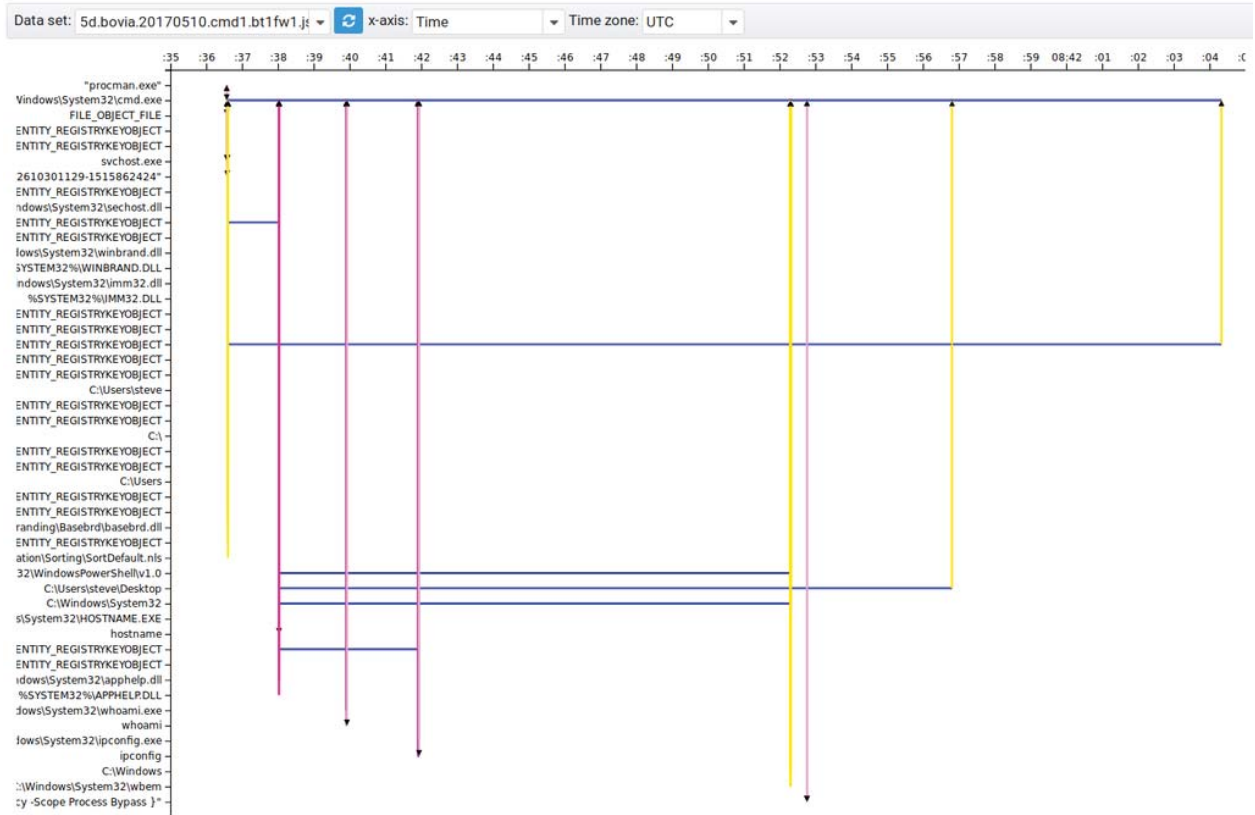 Data set: 5d.bovia.20170510.cmd1.bt1fw1.js x-axis: Time Time zone: UTC
:35 :36 :37 :38 :39 :40 :41 :42 :43 :44 :45 :46 :47 :48 :49 :50 :51 :52 :53 :54 :55 :56 :57 :58 :59 08:42 :01 :02 :03 :04 :0
"procman.exe"
Windows\System32\cmd.exe
FILE_OBJECT_FILE
ENTITY_REGISTRYKEYOBJECT
ENTITY_REGISTRYKEYOBJECT
svchost.exe
2610301129-1515862424"
ENTITY_REGISTRYKEYOBJECT
ndows\System32\sechost.dll
ENTITY_REGISTRYKEYOBJECT
ENTITY_REGISTRYKEYOBJECT
dows\System32\winbrand.dll
SYSTEM32%\WINBRAND.DLL
indows\System32\imm32.dll
%SYSTEM32%\IMM32.DLL
ENTITY_REGISTRYKEYOBJECT
ENTITY_REGISTRYKEYOBJECT
ENTITY_REGISTRYKEYOBJECT
ENTITY_REGISTRYKEYOBJECT
ENTITY_REGISTRYKEYOBJECT
C:\Users\steve
ENTITY_REGISTRYKEYOBJECT
ENTITY_REGISTRYKEYOBJECT
C:\
ENTITY_REGISTRYKEYOBJECT
ENTITY_REGISTRYKEYOBJECT
C:\Users
ENTITY_REGISTRYKEYOBJECT
ENTITY_REGISTRYKEYOBJECT
randing\Basebrd\basebrd.dll
ENTITY_REGISTRYKEYOBJECT
ation\Sorting\SortDefault.nls
32\WindowsPowerShell\v1.0
C:\Users\steve\Desktop
C:\Windows\System32
s\System32\HOSTNAME.EXE
hostname
ENTITY_REGISTRYKEYOBJECT
ENTITY_REGISTRYKEYOBJECT
ndows\System32\apphelp.dll
%SYSTEM32%\APPHELP.DLL
dows\System32\whoami.exe
whoami
dows\System32\ipconfig.exe
ipconfig
C:\Windows
C:\Windows\System32\wbem
cy -Scope Process Bypass }"